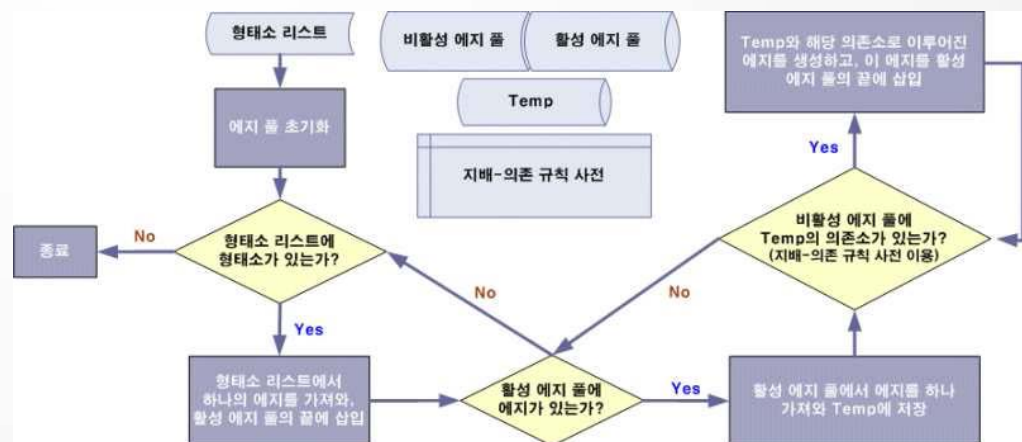 형태소 리스트
비활성 에지 풀
활성 에지 풀
Temp와 해당 의존소로 이루어진
에지를 생성하고, 이 에지를 활성
에지 풀의 끝에 삽입
Temp
에지 풀 초기화
Yes
지배-의존 규칙 사전
비활성 에지 풀에
Temp의 의존소가 있는가?
(지배-의존 규칙 사전 이용)
종료
No
형태소 리스트에
형태소가 있는가?
No
No
Yes
형태소 리스트에서
하나의 에지를 가져와,
활성 에지 풀의 끝에 삽입
활성 에지 풀에
에지가 있는가?
Yes
활성 에지 풀에서 에지를 하나
가져와 Temp에 저장